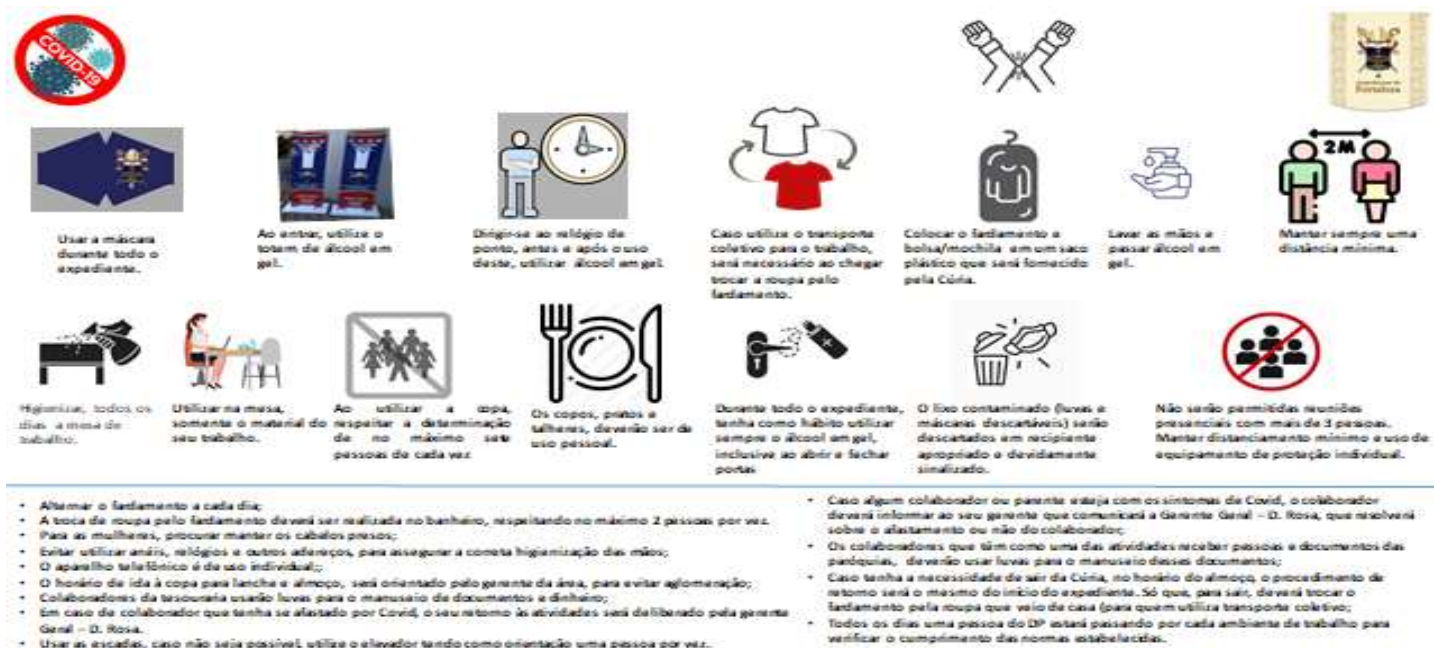 COVID-19
Fortaleza
2M
Usar a máscara
durante todo o
expediente.
Ao entrar, utilize o
totem de álcool em
gel.
Dirigir-se ao relógio de
ponto, antes e após o uso
deste, utilizar álcool em gel.
Caso utilize o transporte
coletivo para o trabalho,
será necessário ao chegar
trocar a roupa pelo
fardamento.
Colocar o fardamento e
bolsa/mochila em um saco
plástico que será fornecido
pela Cúria.
Lavar as mãos e
passar álcool em
gel.
Manter sempre uma
distância mínima.
Higienizar, todos os
dias a mesa de
trabalho.
Utilizar na mesa,
somente o material do
seu trabalho.
Ao utilizar a copa,
respeitar a determinação
de no máximo sete
pessoas de cada vez
Os copos, pratos e
talheres, deverão ser de
uso pessoal.
Durante todo o expediente,
tenha como hábito utilizar
sempre o álcool em gel,
inclusive ao abrir e fechar
portas
O lixo contaminado (luvas e
máscaras descartáveis) serão
descartados em recipiente
apropriado e devidamente
sinalizado.
Não serão permitidas reuniões
presenciais com mais de 3 pessoas.
Manter distanciamento mínimo e uso de
equipamento de proteção individual.
• Alternar o fardamento a cada dia;
• A troca de roupa pelo fardamento deverá ser realizada no banheiro, respeitando no máximo 2 pessoas por vez.
• Para as mulheres, procurar manter os cabelos presos;
• Evitar utilizar anéis, relógios e outros adereços, para assegurar a correta higienização das mãos;
• O aparelho telefônico é de uso individual;;
• O horário de ida à copa para lanche e almoço, será orientado pelo gerente da área, para evitar aglomeração;
• Colaboradores da tesouraria usarão luvas para o manuseio de documentos e dinheiro;
• Em caso de colaborador que tenha se afastado por Covid, o seu retorno às atividades será deliberado pela gerente
Geral – D. Rosa.
• Usar as escadas, caso não seja possível, utilize o elevador tendo como orientação uma pessoa por vez.
• Caso algum colaborador ou parente esteja com os sintomas de Covid, o colaborador
deverá informar ao seu gerente que comunicará a Gerente Geral – D. Rosa, que resolverá
sobre o afastamento ou não do colaborador;
• Os colaboradores que têm como uma das atividades receber pessoas e documentos das
paróquias, deverão usar luvas para o manuseio desses documentos;
• Caso tenha a necessidade de sair da Cúria, no horário do almoço, o procedimento de
retorno será o mesmo do início do expediente. Só que, para sair, deverá trocar o
fardamento pela roupa que veio de casa (para quem utiliza transporte coletivo;
• Todos os dias uma pessoa do DP estará passando por cada ambiente de trabalho para
verificar o cumprimento das normas estabelecidas.